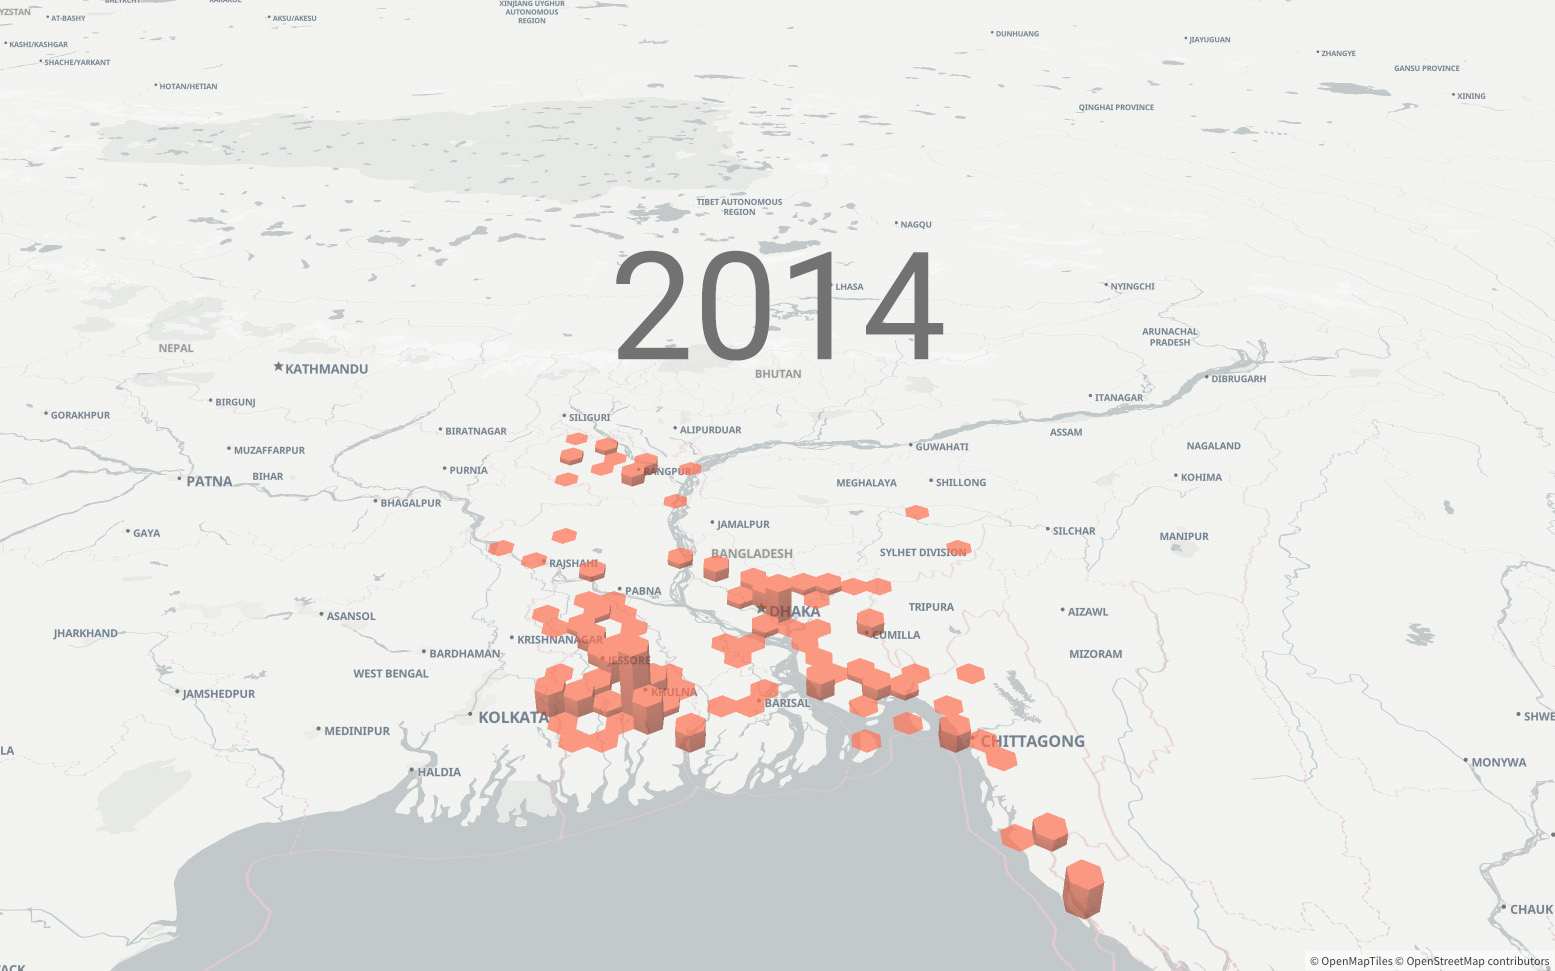 BALYKCHY
KARAKOL
XINJIANG UYGHUR
AUTONOMOUS
REGION
YZSTAN
AT-BASHY
AKSU/AKESU
DUNHUANG
JIAYUGUAN
KASHI/KASHGAR
ZHANGYE
SHACHE/YARKANT
GANSU PROVINCE
HOTAN/HETIAN
XINING
QINGHAI PROVINCE
TIBET AUTONOMOUS
REGION
NAGQU
2014
LHASA
NYINGCHI
ARUNACHAL
PRADESH
NEPAL
KATHMANDU
BHUTAN
DIBRUGARH
BIRGUNJ
ITANAGAR
GORAKHPUR
SILIGURI
BIRATNAGAR
ALIPURDUAR
ASSAM
MUZAFFARPUR
GUWAHATI
NAGALAND
PURNIA
RANGPUR
PATNA
BIHAR
MEGHALAYA
SHILLONG
KOHIMA
BHAGALPUR
GAYA
JAMALPUR
SILCHAR
MANIPUR
BANGLADESH
SYLHET DIVISION
RAJSHAHI
PABNA
ASANSOL
DHAKA
TRIPURA
AIZAWL
JHARKHAND
KRISHNANAGAR
CUMILLA
BARDHAMAN
JESSORE
MIZORAM
WEST BENGAL
JAMSHEDPUR
KHULNA
BARISAL
KOLKATA
SHWE
MEDINIPUR
CHITTAGONG
LA
HALDIA
MONYWA
CHAUK
ACK
© OpenMapTiles © OpenStreetMap contributors